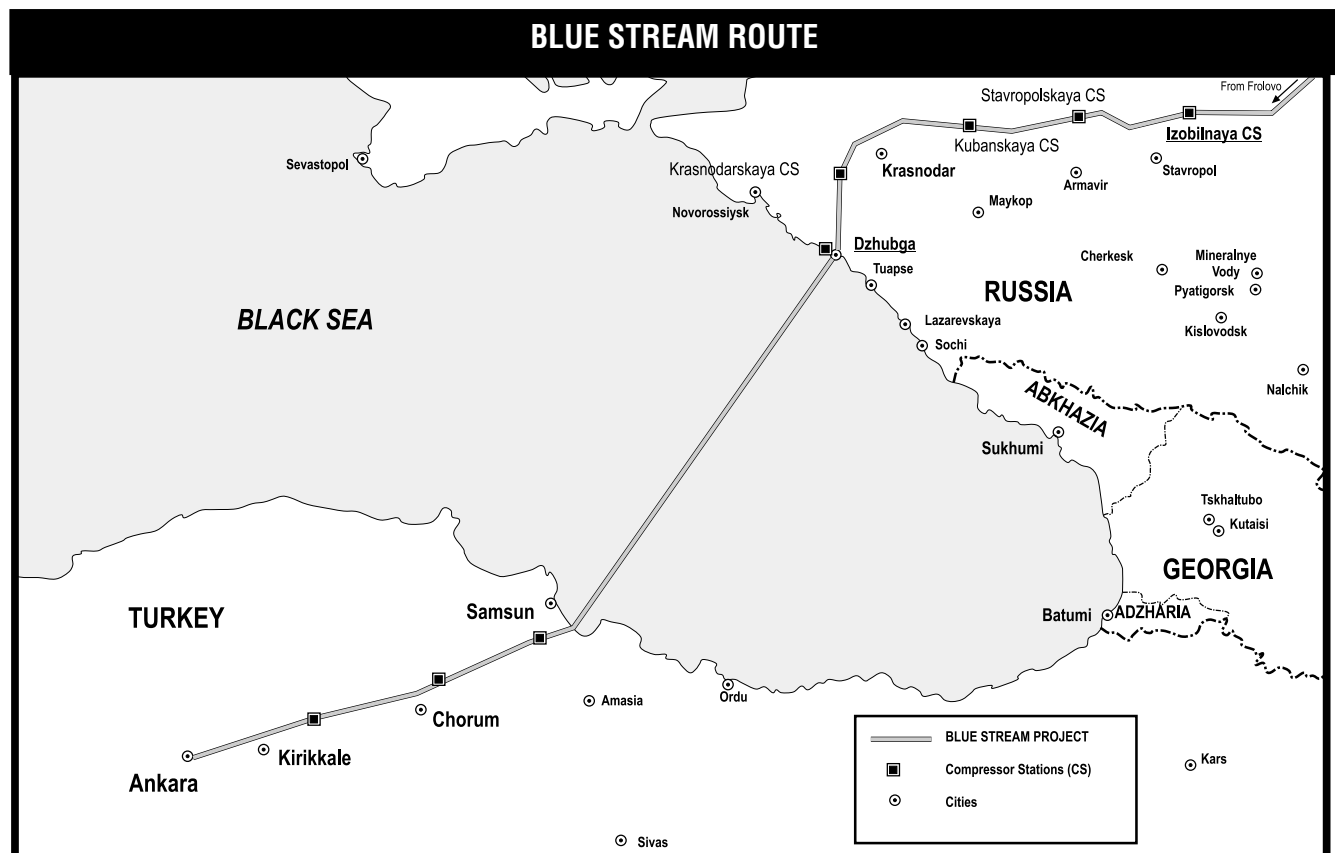 BLUE STREAM ROUTE
From Frolovo
Stavropolskaya CS
Izobilnaya CS
Kubanskaya CS
Sevastopol
Krasnodarskaya CS
Krasnodar
Stavropol
Armavir
Maykop
Novorossiysk
Dzhubga
Cherkesk
Mineralnye
Vody
Tuapse
Pyatigorsk
RUSSIA
BLACK SEA
Lazarevskaya
Kislovodsk
Sochi
Nalchik
ABKHAZIA
Sukhumi
Tskhaltubo
Kutaisi
GEORGIA
TURKEY
Samsun
Batumi
ADZHARIA
Amasia
Ordu
Chorum
Kirikkale
Ankara
BLUE STREAM PROJECT
Compressor Stations (CS)
Cities
Kars
Sivas